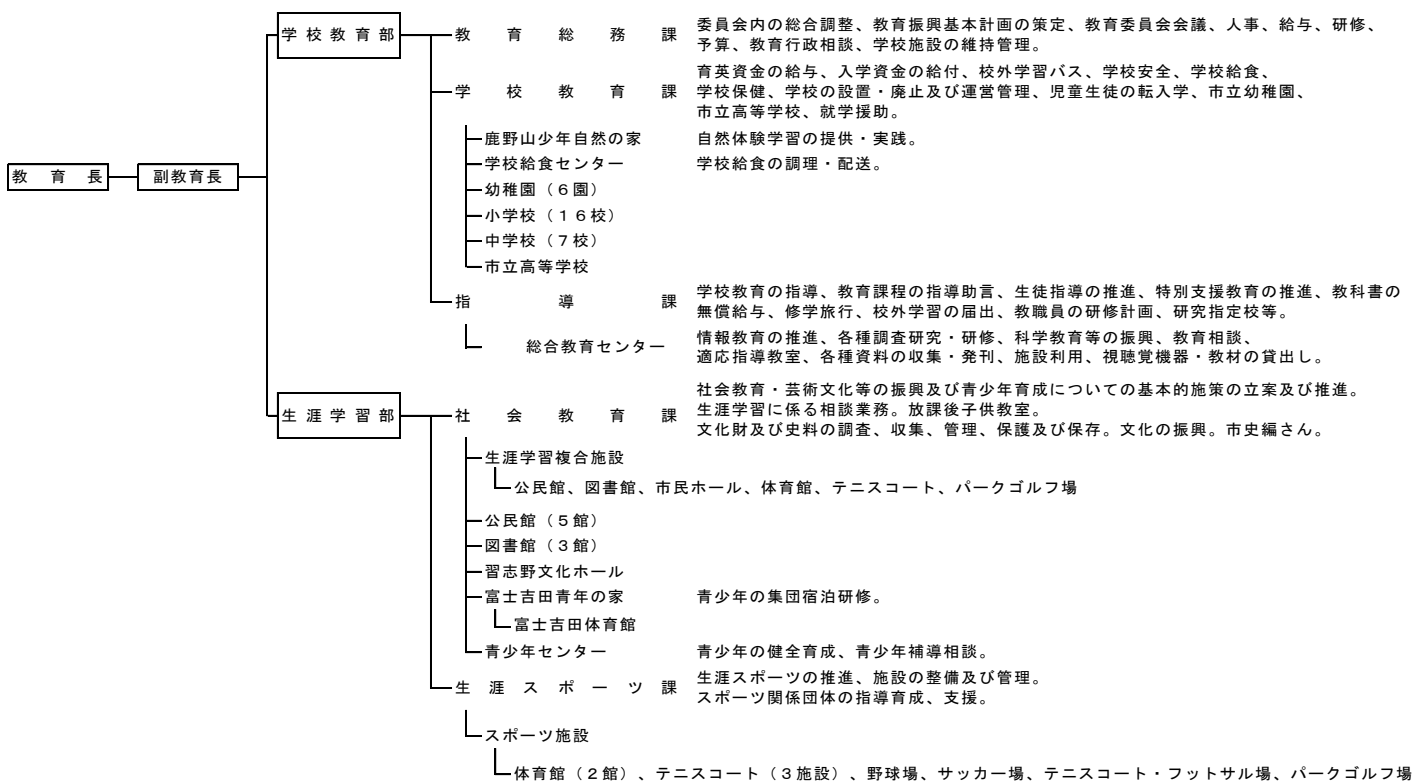 学校教育部
教育総務課
委員会内の総合調整、教育振興基本計画の策定、教育委員会会議、人事、給与、研修、
予算、教育行政相談、学校施設の維持管理。
学校教育課
育英資金の給与、入学資金の給付、校外学習バス、学校安全、学校給食、
学校保健、学校の設置・廃止及び運営管理、児童生徒の転入学、市立幼稚園、
市立高等学校、就学援助。
鹿野山少年自然の家
自然体験学習の提供・実践。
学校給食センター
学校給食の調理・配送。
教育長
副教育長
幼稚園（６園）
小学校（１６校）
中学校（７校）
市立高等学校
指導課
学校教育の指導、教育課程の指導助言、生徒指導の推進、特別支援教育の推進、教科書の
無償給与、修学旅行、校外学習の届出、教職員の研修計画、研究指定校等。
総合教育センター
情報教育の推進、各種調査研究・研修、科学教育等の振興、教育相談、
適応指導教室、各種資料の収集・発刊、施設利用、視聴覚機器・教材の貸出し。
生涯学習部
社会教育課
社会教育・芸術文化等の振興及び青少年育成についての基本的施策の立案及び推進。
生涯学習に係る相談業務。放課後子供教室。
文化財及び史料の調査、収集、管理、保護及び保存。文化の振興。市史編さん。
生涯学習複合施設
公民館、図書館、市民ホール、体育館、テニスコート、パークゴルフ場
公民館（５館）
図書館（３館）
習志野文化ホール
富士吉田青年の家
青少年の集団宿泊研修。
富士吉田体育館
青少年センター
青少年の健全育成、青少年補導相談。
生涯スポーツ課
生涯スポーツの推進、施設の整備及び管理。
スポーツ関係団体の指導育成、支援。
スポーツ施設
体育館（２館）、テニスコート（３施設）、野球場、サッカー場、テニスコート・フットサル場、パークゴルフ場